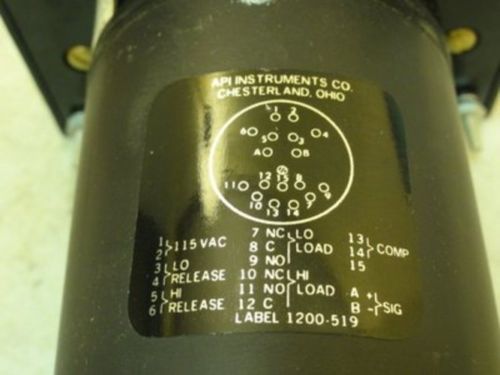 API INSTRUMENTS CO.
CHESTERLAND, OHIO
1 2
6 5 3 4
A B
11 12 15 8
10 13 14 7 9
1 115 VAC 7 NC LO 13
2 8 C LOAD 14 COMP
3 LO 9 NO 15
4 RELEASE 10 NC HI
5 HI 11 NO LOAD A + SIG
6 RELEASE 12 C B -
LABEL 1200-519